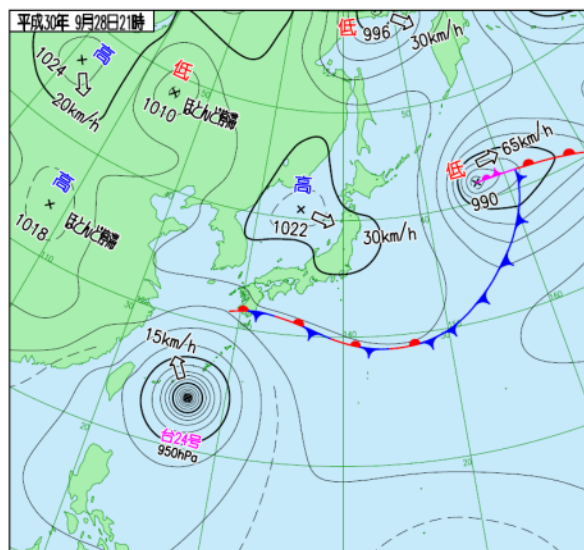 平成30年 9月28日21時
996
低
30km/h
高
1024
20km/h
低
1010
ほとんど停滞
65km/h
低
990
高
1018
ほとんど停滞
高
1022
30km/h
15km/h
台24号
950hPa